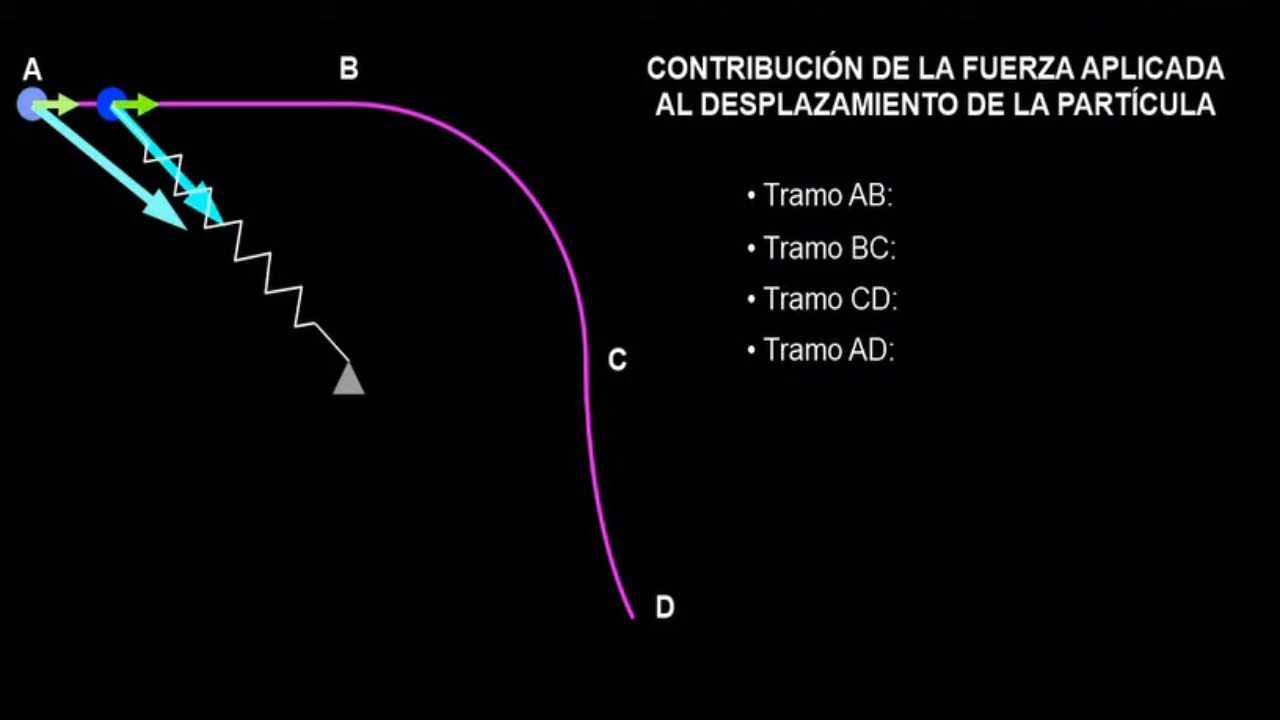 A
B
CONTRIBUCIÓN DE LA FUERZA APLICADA
AL DESPLAZAMIENTO DE LA PARTÍCULA
• Tramo AB:
• Tramo BC:
• Tramo CD:
• Tramo AD:
C
D